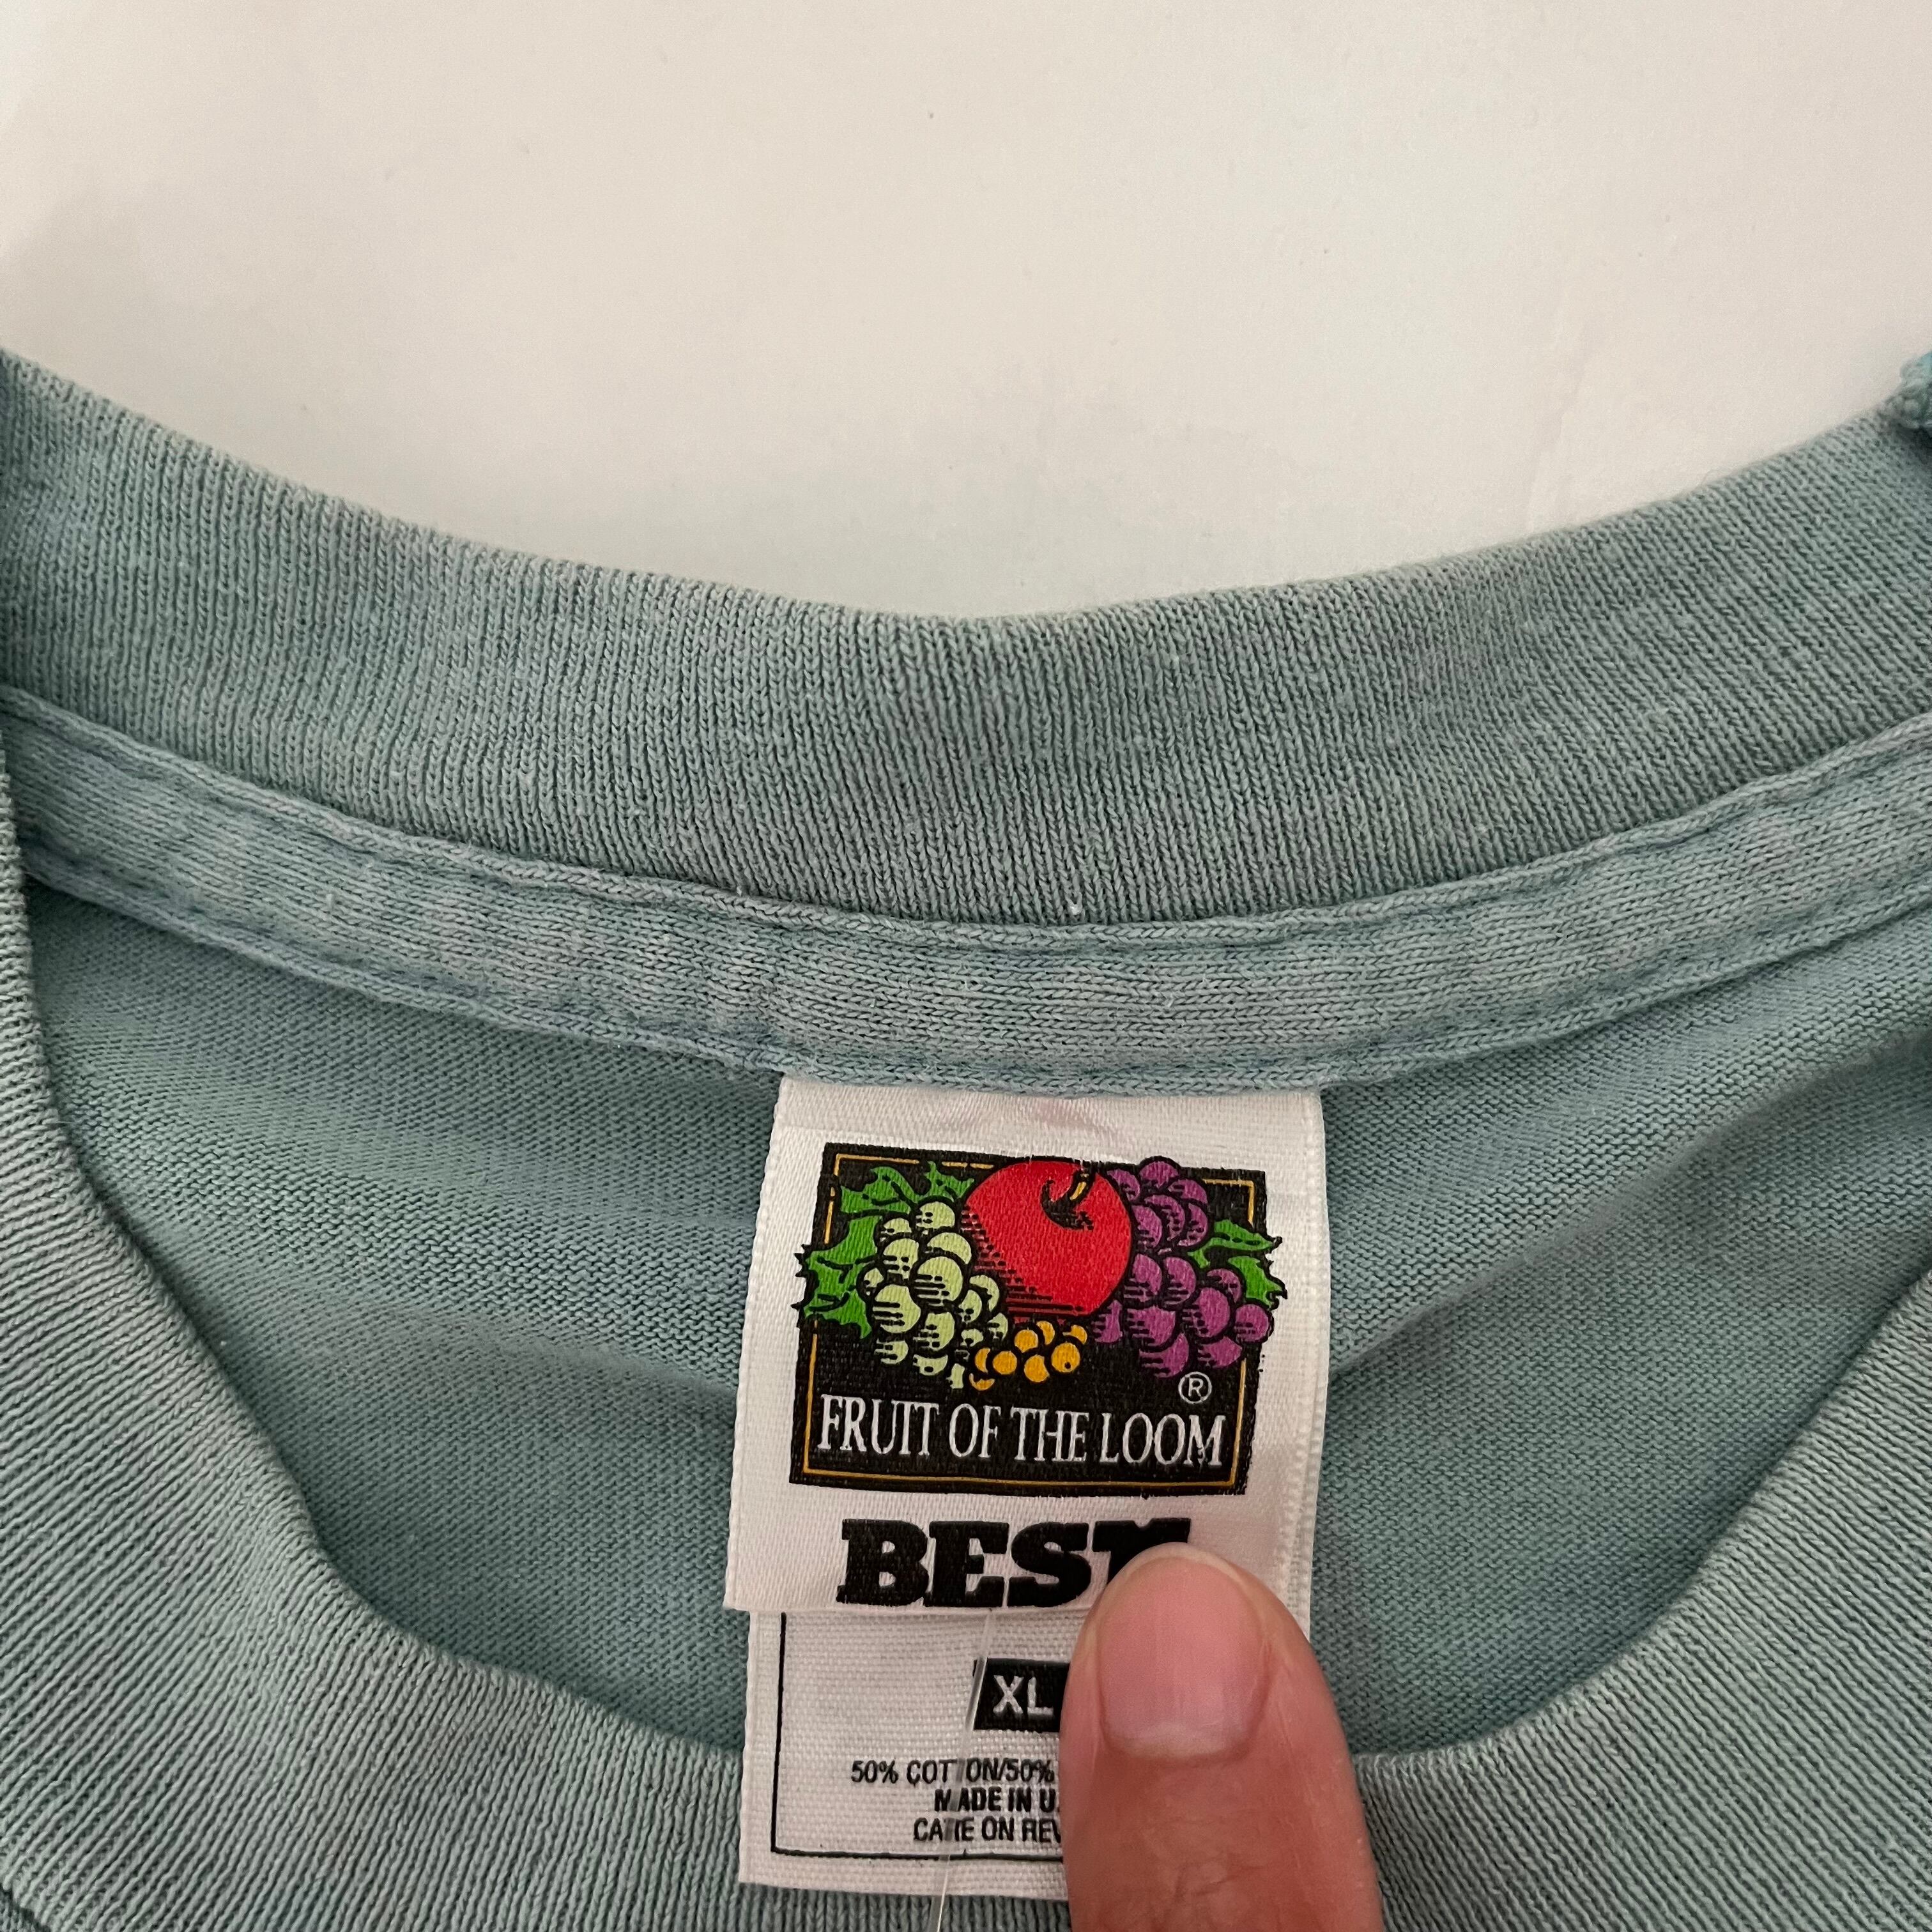 ®
FRUIT OF THE LOOM
BEST
XL
50% COTTON/50%
MADE IN U.
CARE ON REV